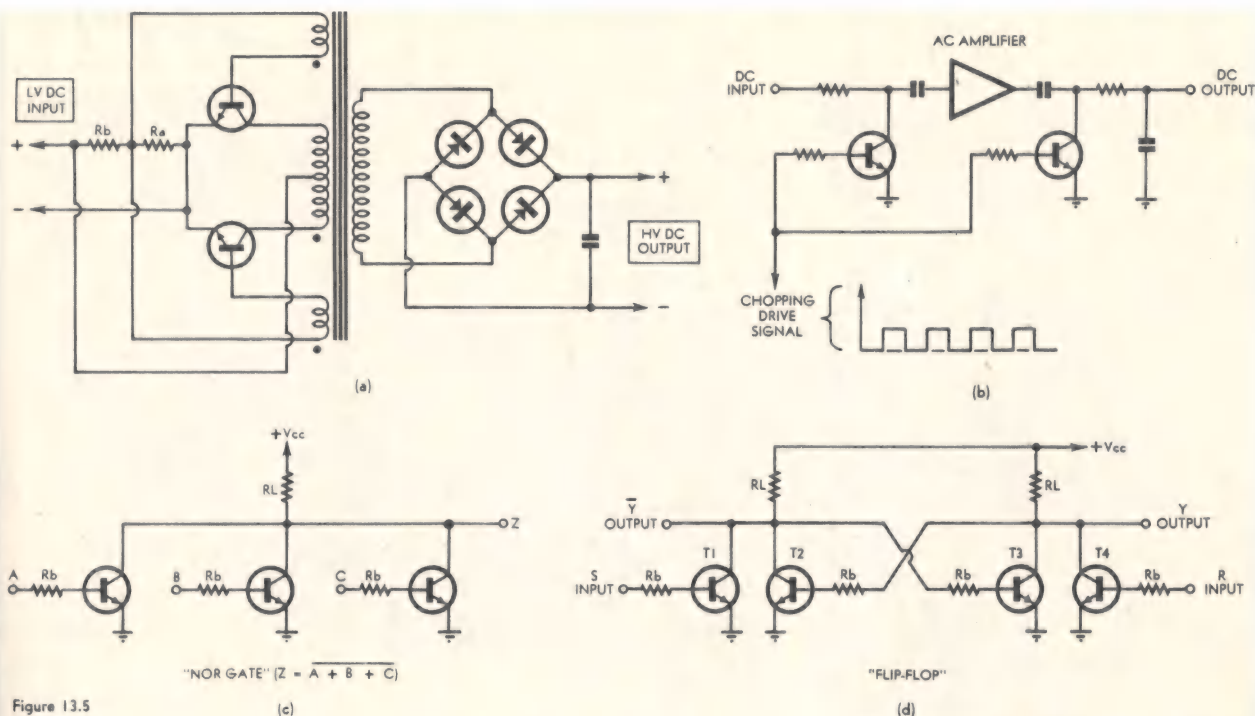 LV DC
INPUT
Rb
Ra
+
−
+
HV DC
OUTPUT
−
(a)
AC AMPLIFIER
DC
INPUT
DC
OUTPUT
CHOPPING
DRIVE
SIGNAL
(b)
+Vcc
RL
Z
A
Rb
B
Rb
C
Rb
"NOR GATE" (Z = A̅ ̅+̅ ̅B̅ ̅+̅ ̅C̅)
(c)
+Vcc
RL
RL
Y̅
OUTPUT
Y
OUTPUT
T1
T2
T3
T4
S
INPUT
Rb
Rb
Rb
Rb
R
INPUT
"FLIP-FLOP"
(d)
Figure 13.5